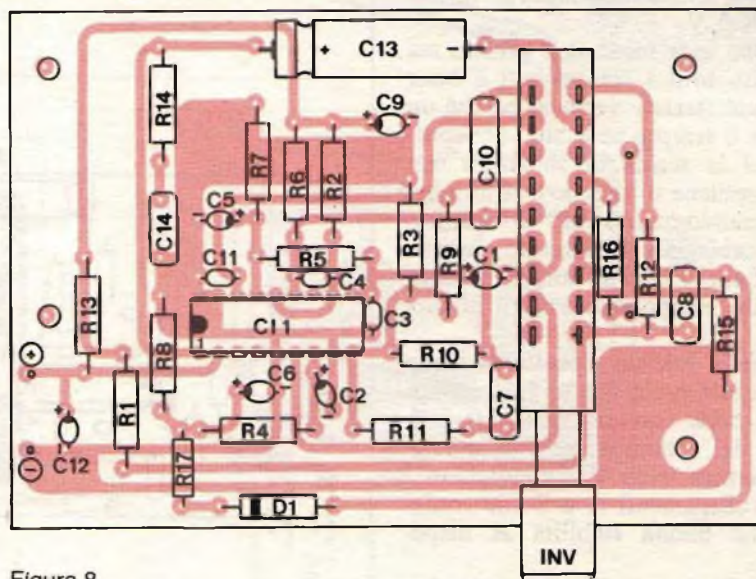 + C13 -
R14
C9
+
R7
R6
R2
C10
C5
+
C14
R3
R9
C11
R5
C4
+ C1 -
R16
R12
C8
R15
R13
CI1
C3
R8
R10
+
R1
+
C6
+
C2
C7
+
C12
R4
R11
-
R17
D1
INV
Figure 8